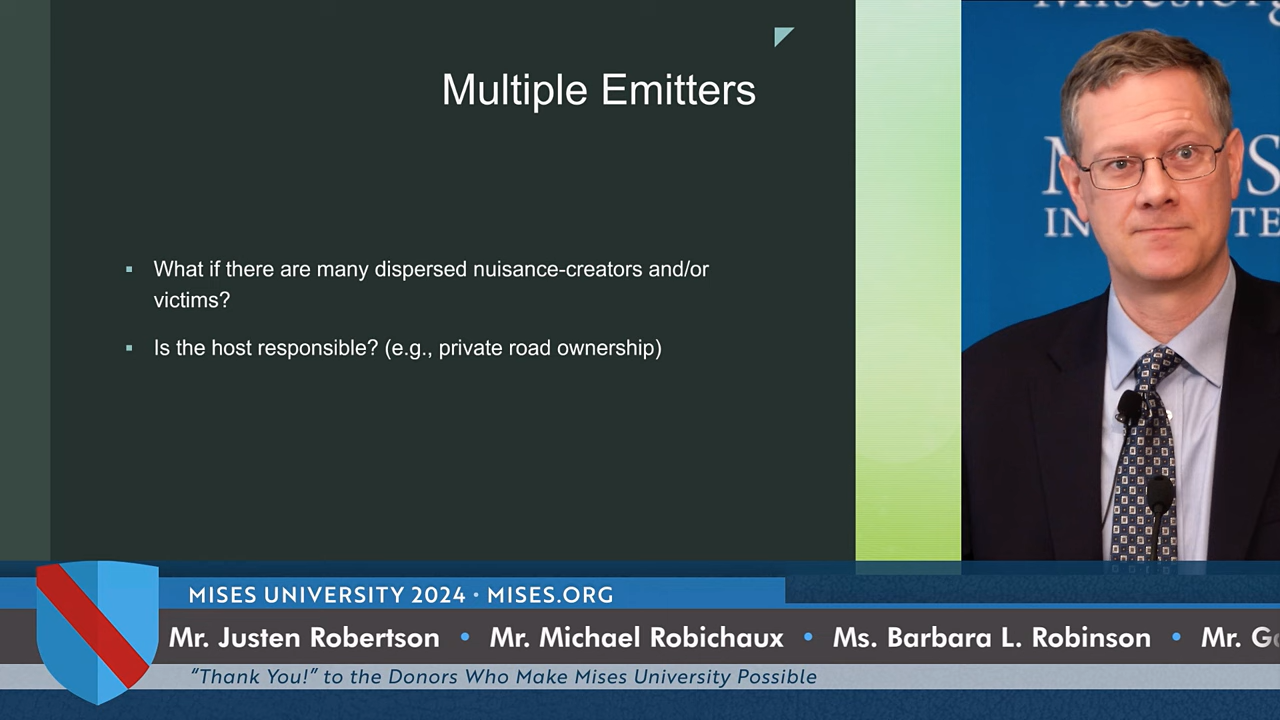 Multiple Emitters
What if there are many dispersed nuisance-creators and/or
victims?
Is the host responsible? (e.g., private road ownership)
Mises.org
MISES UNIVERSITY 2024 • MISES.ORG
Mr. Justen Robertson • Mr. Michael Robichaux • Ms. Barbara L. Robinson • Mr.
“Thank You!” to the Donors Who Make Mises University Possible